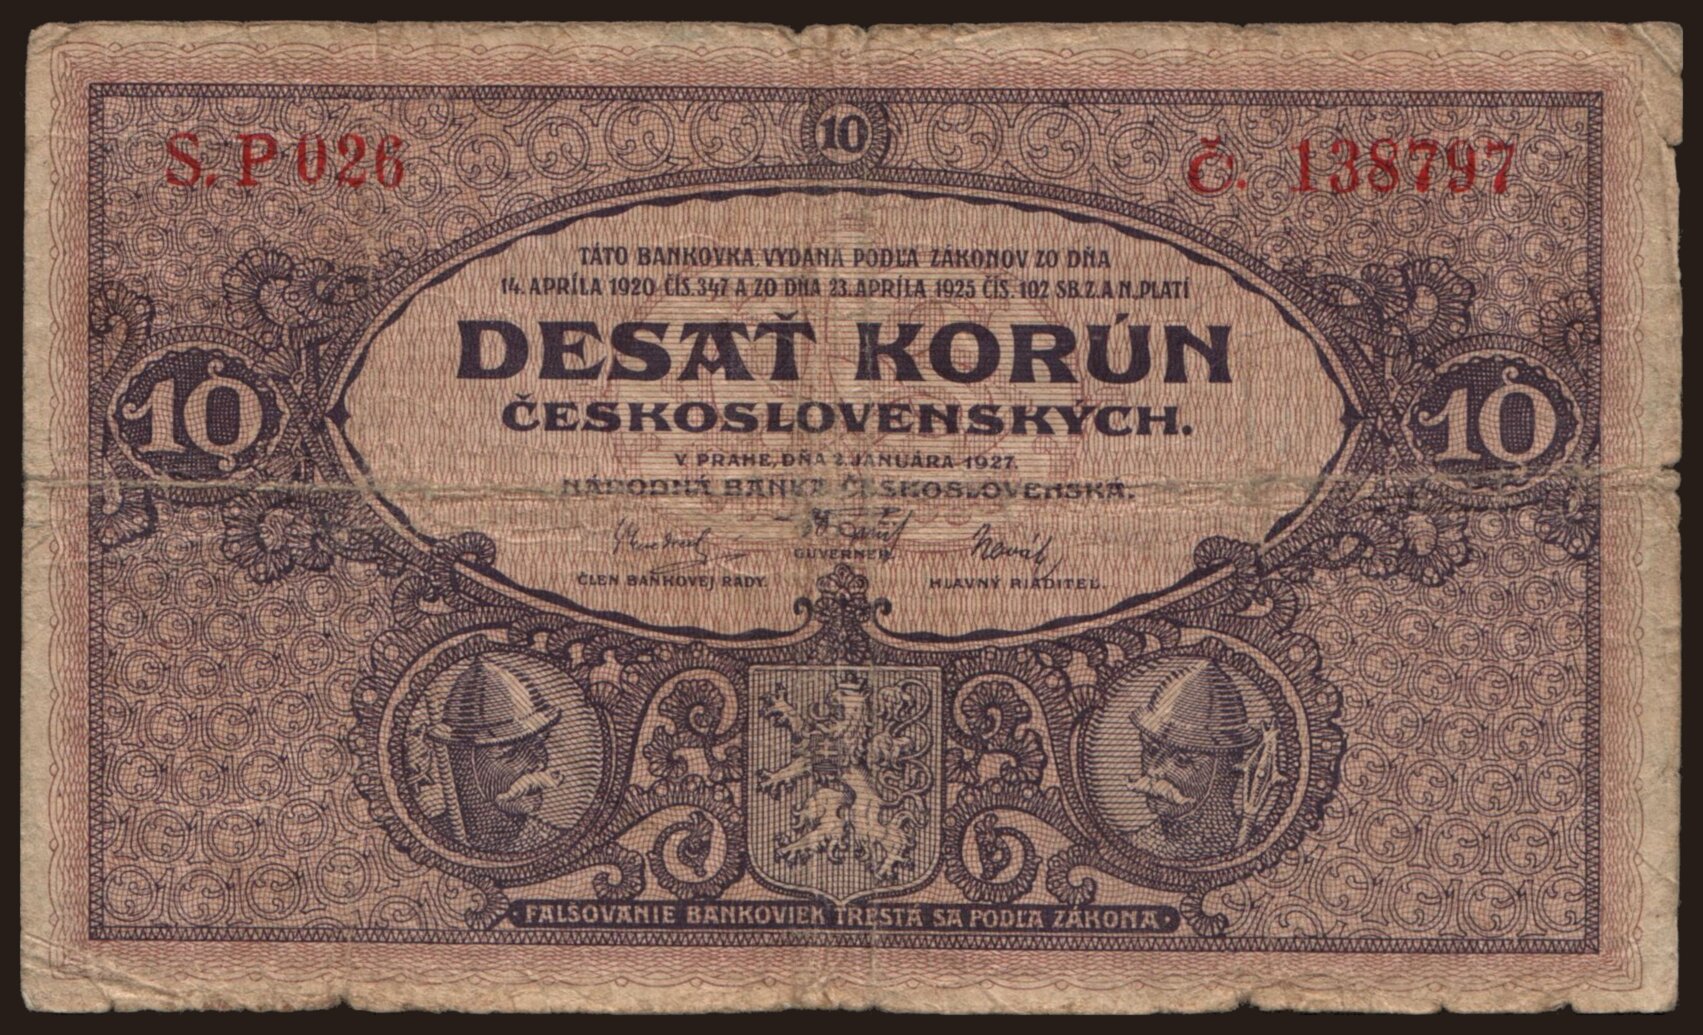 10
S. P 026
Č. 138797
TÁTO BANKOVKA VYDANÁ PODĽA ZÁKONOV ZO DŇA
14. APRÍLA 1920 ČÍS. 347 A ZO DŇA 23. APRÍLA 1925 ČÍS. 102 SB. Z. A N. PLATÍ
DESAŤ KORÚN
ČESKOSLOVENSKÝCH.
10
10
V PRAHE, DŇA 2. JANUÁRA 1927.
NÁRODNÁ BANKA ČESKOSLOVENSKÁ.
Novák
GUVERNER.
ČLEN BANKOVEJ RADY.
HLAVNÝ RIADITEĽ.
· FALŠOVANIE BANKOVIEK TRESTÁ SA PODĽA ZÁKONA ·